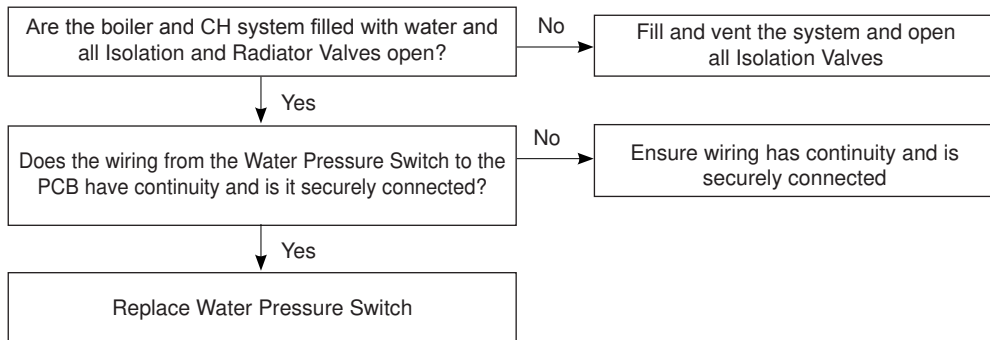 Are the boiler and CH system filled with water and
all Isolation and Radiator Valves open?
No
Fill and vent the system and open
all Isolation Valves
Yes
Does the wiring from the Water Pressure Switch to the
PCB have continuity and is it securely connected?
No
Ensure wiring has continuity and is
securely connected
Yes
Replace Water Pressure Switch